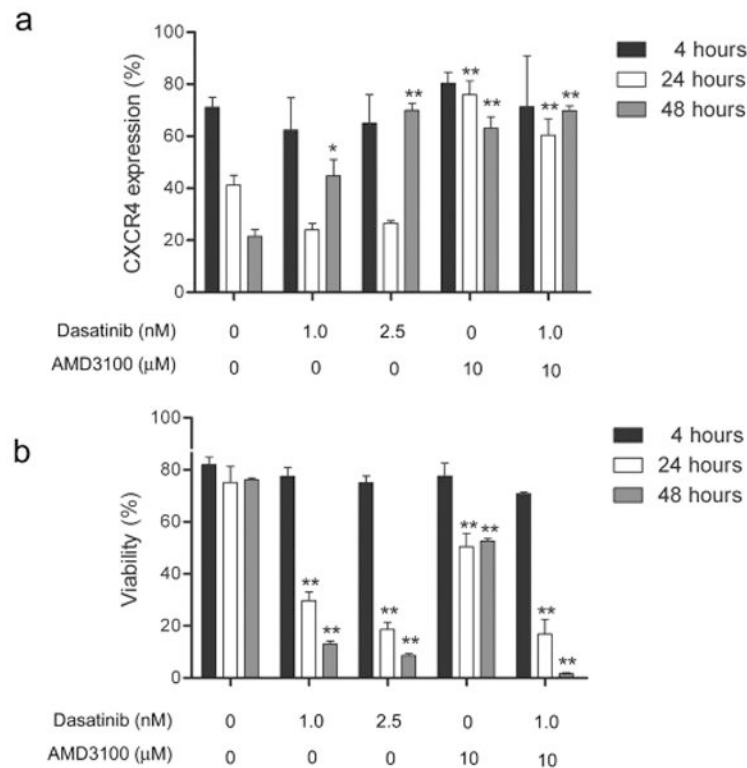 a
CXCR4 expression (%)
100
80
60
40
20
0
4 hours
24 hours
48 hours
*
**
**
**
**
**
Dasatinib (nM) 0 1.0 2.5 0 1.0
AMD3100 (μM) 0 0 0 10 10
b
Viability (%)
100
80
60
40
20
0
4 hours
24 hours
48 hours
**
**
**
**
**
**
**
**
Dasatinib (nM) 0 1.0 2.5 0 1.0
AMD3100 (μM) 0 0 0 10 10